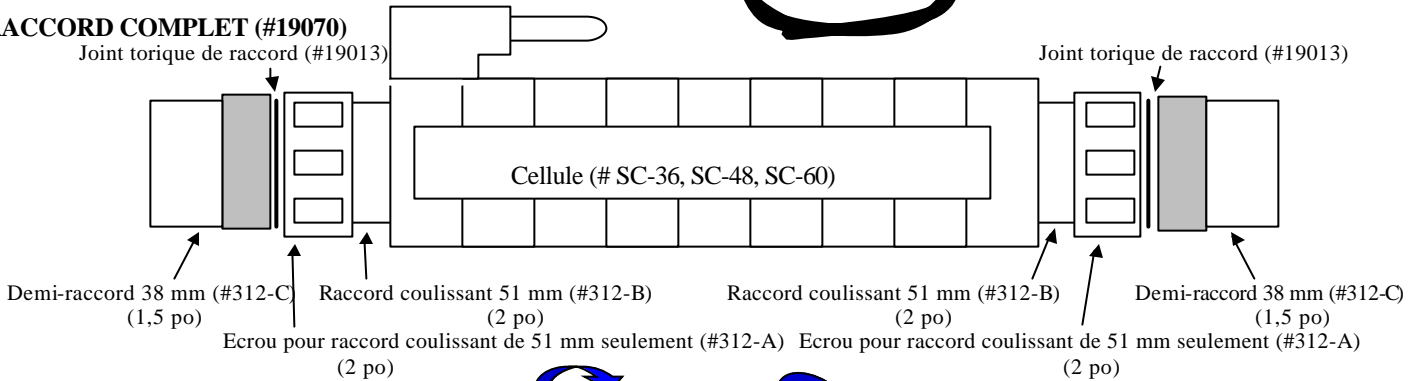 RACCORD COMPLET (#19070)
Joint torique de raccord (#19013)
Joint torique de raccord (#19013)
Cellule (# SC-36, SC-48, SC-60)
Demi-raccord 38 mm (#312-C)
(1,5 po)
Raccord coulissant 51 mm (#312-B)
(2 po)
Raccord coulissant 51 mm (#312-B)
(2 po)
Demi-raccord 38 mm (#312-C)
(1,5 po)
Ecrou pour raccord coulissant de 51 mm seulement (#312-A)
(2 po)
Ecrou pour raccord coulissant de 51 mm seulement (#312-A)
(2 po)